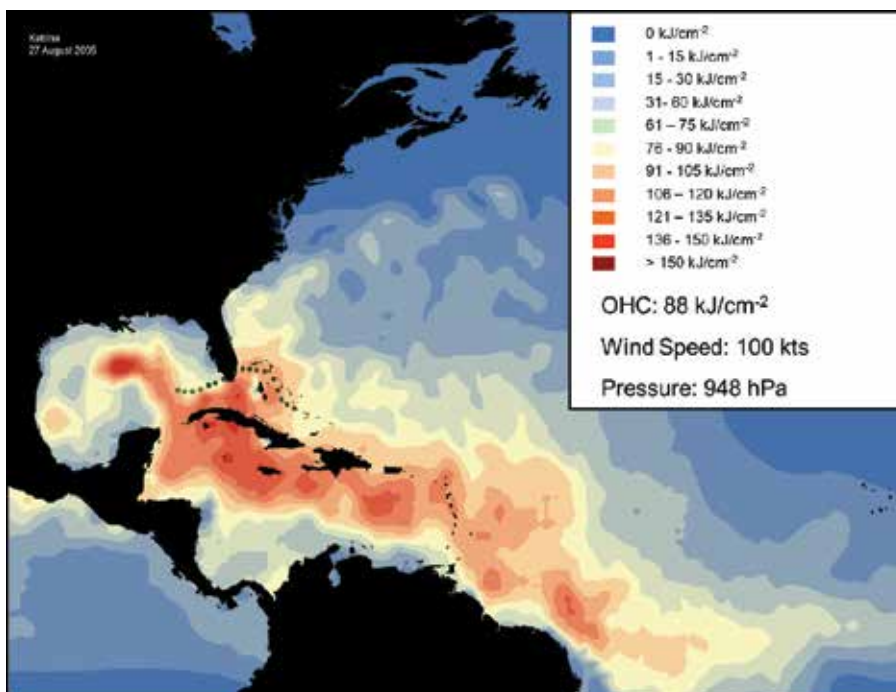 Katrina
27 August 2005
0 kJ/cm-2
1 - 15 kJ/cm-2
15 - 30 kJ/cm-2
31- 60 kJ/cm-2
61 – 75 kJ/cm-2
76 - 90 kJ/cm-2
91 - 105 kJ/cm-2
106 – 120 kJ/cm-2
121 – 135 kJ/cm-2
136 - 150 kJ/cm-2
> 150 kJ/cm-2
OHC: 88 kJ/cm-2
Wind Speed: 100 kts
Pressure: 948 hPa